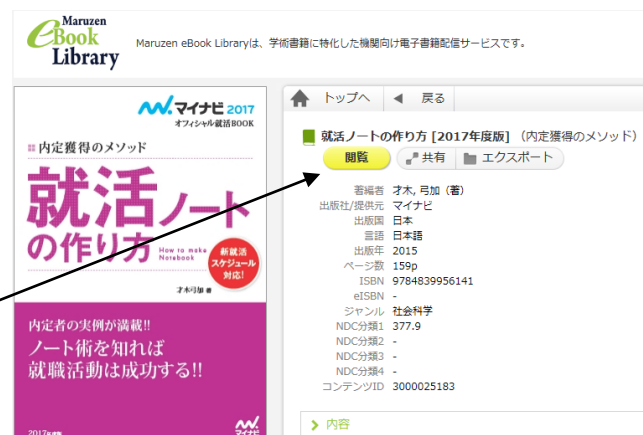 Maruzen
eBook
Library
Maruzen eBook Libraryは、学術書籍に特化した機関向け電子書籍配信サービスです。
マイナビ 2017
オフィシャル就活BOOK
内定獲得のメソッド
就活ノート
の作り方
How to make
Notebook
新就活
スケジュール
対応!
才木弓加 著
内定者の実例が満載!!
ノート術を知れば
就職活動は成功する!!
2017年度版
マイナビ
トップへ ◀ 戻る
就活ノートの作り方 [2017年度版] (内定獲得のメソッド)
閲覧 共有 エクスポート
著編者 才木, 弓加 (著)
出版社/提供元 マイナビ
出版国 日本
言語 日本語
出版年 2015
ページ数 159p
ISBN 9784839956141
eISBN -
ジャンル 社会科学
NDC分類1 377.9
NDC分類2 -
NDC分類3 -
NDC分類4 -
コンテンツID 3000025183
内容